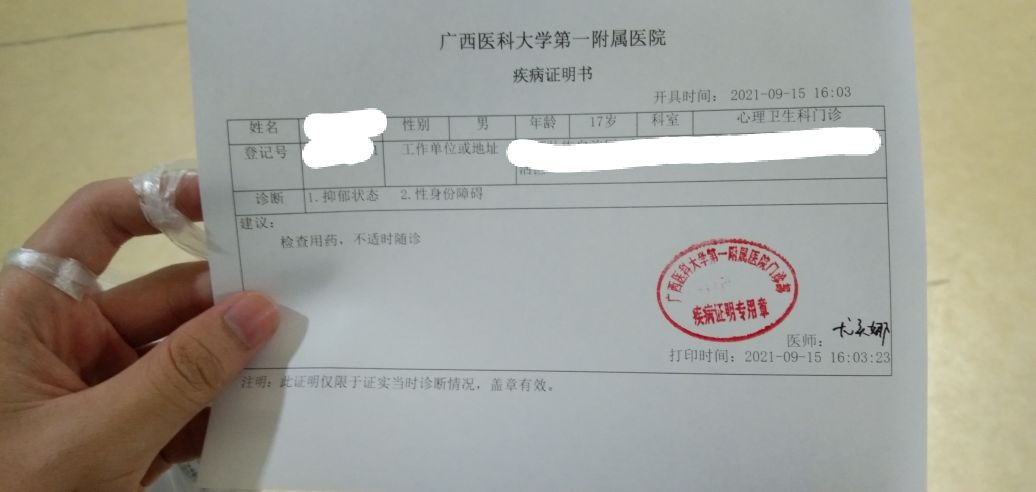 广西医科大学第一附属医院
疾病证明书
开具时间: 2021-09-15 16:03
姓名 性别 男 年龄 17岁 科室 心理卫生科门诊
登记号 工作单位或地址
诊断 1.抑郁状态 2.性身份障碍
建议:
检查用药，不适时随诊
广西医科大学第一附属医院门诊部
疾病证明专用章
医师:
打印时间: 2021-09-15 16:03:23
注明: 此证明仅限于证实当时诊断情况，盖章有效。